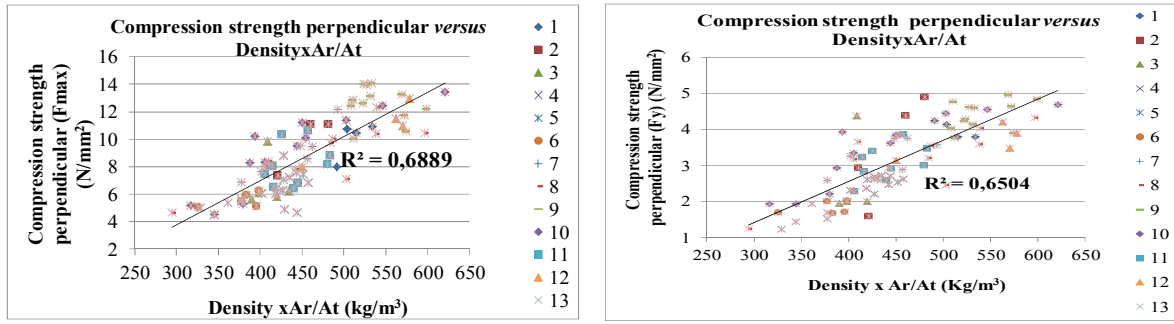 Compression strength perpendicular versus
DensityxAr/At
Compression strength
perpendicular (Fmax)
(N/mm²)
16
14
12
10
8
6
4
2
R² = 0,6889
250 300 350 400 450 500 550 600 650
Density xAr/At (kg/m³)
1
2
3
4
5
6
7
8
9
10
11
12
13
Compression strength perpendicular versus
DensityxAr/At
Compression strength
perpendicular (Fy) (N/mm²)
6
5
4
3
2
1
R² = 0,6504
250 300 350 400 450 500 550 600 650
Density x Ar/At (Kg/m³)
1
2
3
4
5
6
7
8
9
10
11
12
13